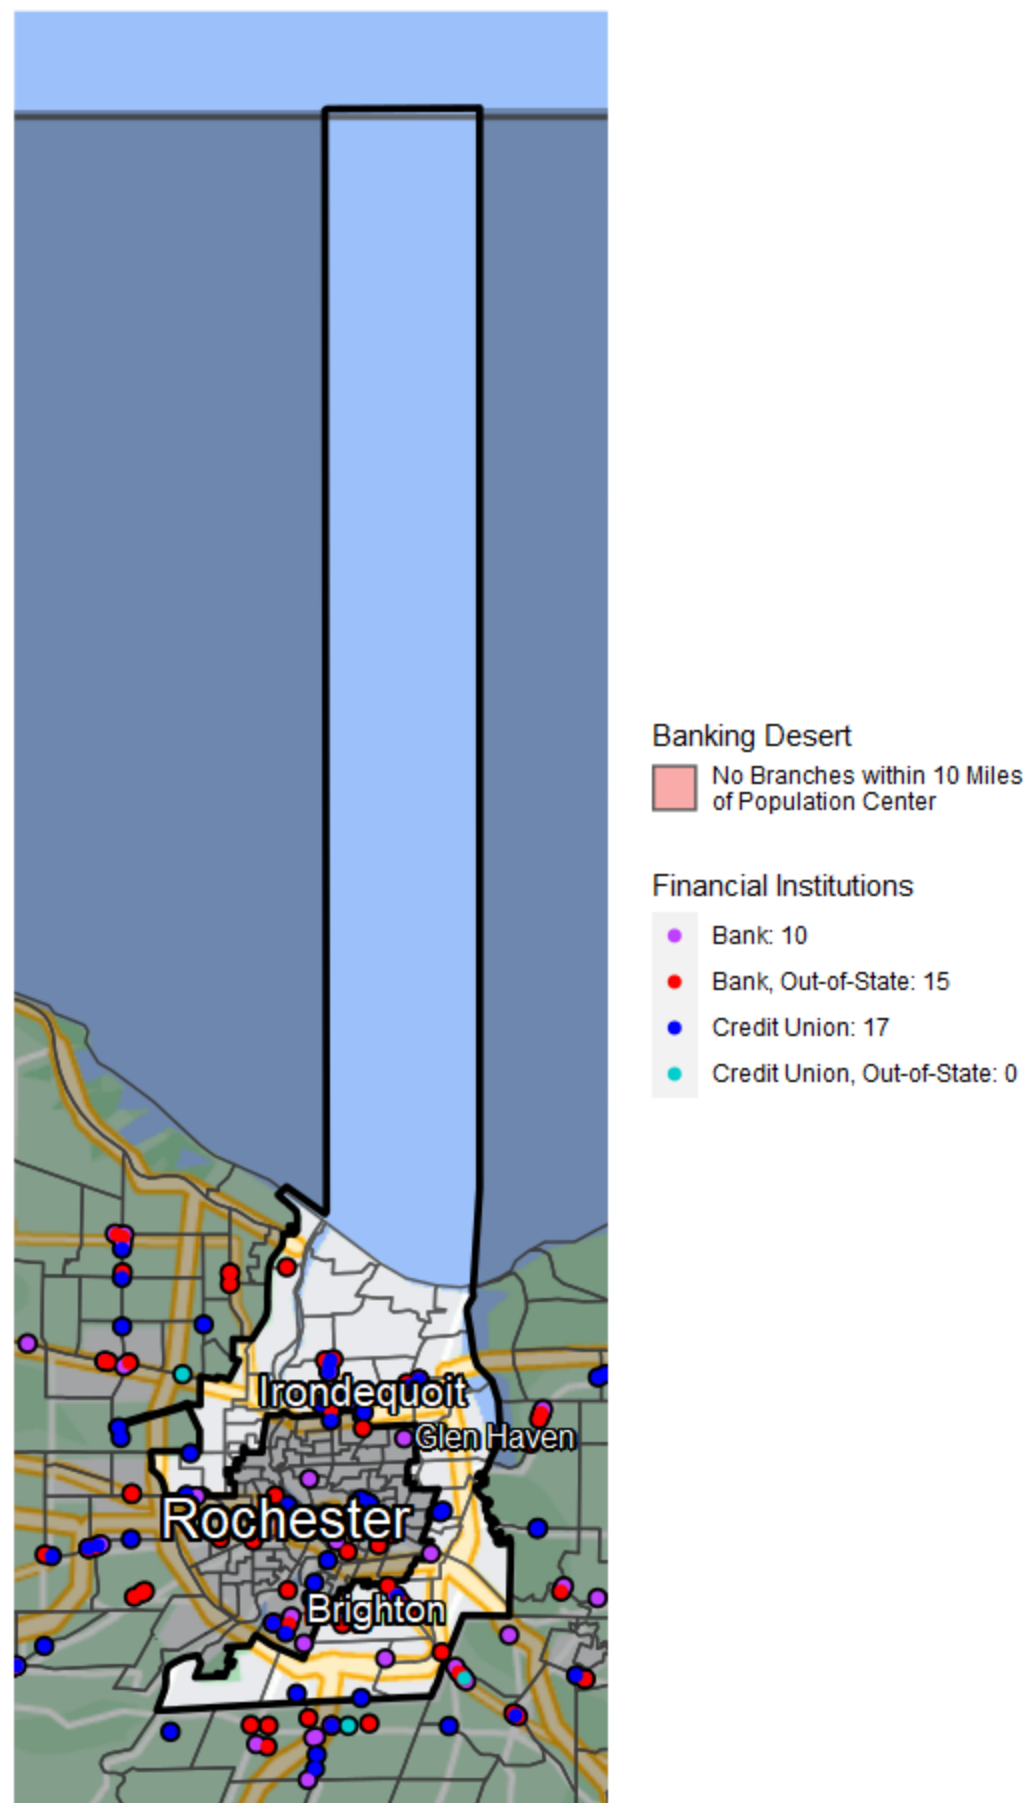 Banking Desert
No Branches within 10 Miles
of Population Center
Financial Institutions
Bank: 10
Bank, Out-of-State: 15
Credit Union: 17
Credit Union, Out-of-State: 0
Irondequoit
Glen Haven
Rochester
Brighton